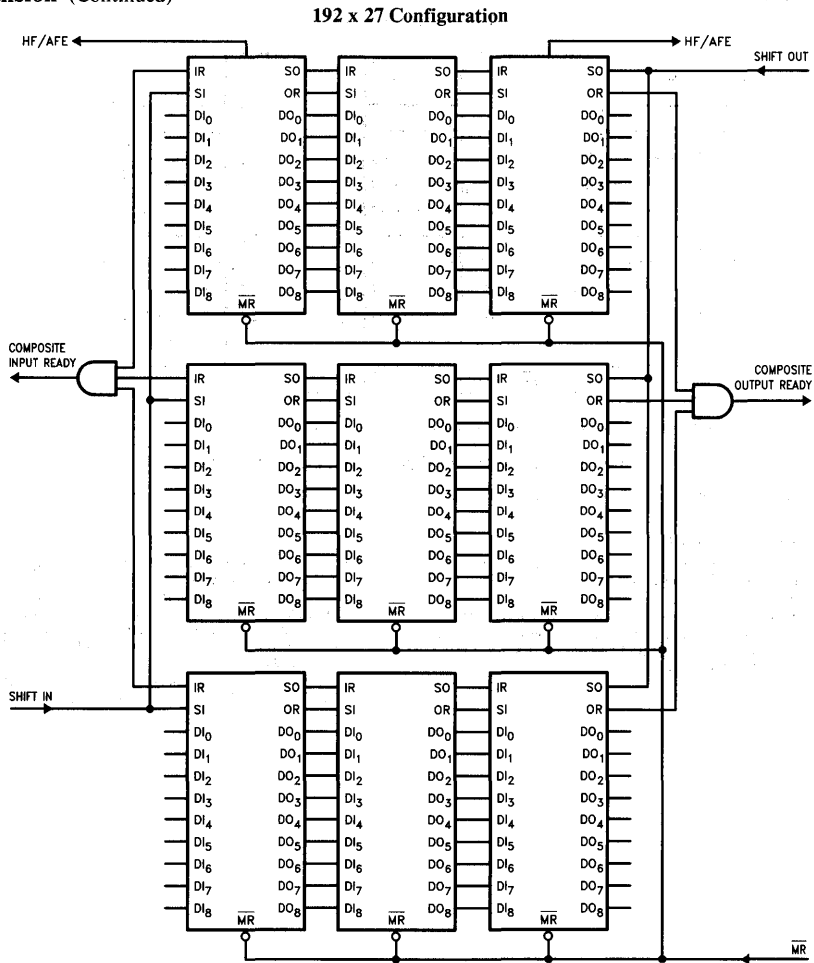 (Continued)
192 x 27 Configuration
HF/AFE HF/AFE
SHIFT OUT
IR SO IR SO IR SO
SI OR SI OR SI OR
DI₀ DO₀ DI₀ DO₀ DI₀ DO₀
DI₁ DO₁ DI₁ DO₁ DI₁ DO₁
DI₂ DO₂ DI₂ DO₂ DI₂ DO₂
DI₃ DO₃ DI₃ DO₃ DI₃ DO₃
DI₄ DO₄ DI₄ DO₄ DI₄ DO₄
DI₅ DO₅ DI₅ DO₅ DI₅ DO₅
DI₆ DO₆ DI₆ DO₆ DI₆ DO₆
DI₇ DO₇ DI₇ DO₇ DI₇ DO₇
DI₈ DO₈ DI₈ DO₈ DI₈ DO₈
M̅R̅ M̅R̅ M̅R̅
COMPOSITE
INPUT READY
IR SO IR SO IR SO
SI OR SI OR SI OR
DI₀ DO₀ DI₀ DO₀ DI₀ DO₀
DI₁ DO₁ DI₁ DO₁ DI₁ DO₁
DI₂ DO₂ DI₂ DO₂ DI₂ DO₂
DI₃ DO₃ DI₃ DO₃ DI₃ DO₃
DI₄ DO₄ DI₄ DO₄ DI₄ DO₄
DI₅ DO₅ DI₅ DO₅ DI₅ DO₅
DI₆ DO₆ DI₆ DO₆ DI₆ DO₆
DI₇ DO₇ DI₇ DO₇ DI₇ DO₇
DI₈ DO₈ DI₈ DO₈ DI₈ DO₈
M̅R̅ M̅R̅ M̅R̅
COMPOSITE
OUTPUT READY
SHIFT IN
IR SO IR SO IR SO
SI OR SI OR SI OR
DI₀ DO₀ DI₀ DO₀ DI₀ DO₀
DI₁ DO₁ DI₁ DO₁ DI₁ DO₁
DI₂ DO₂ DI₂ DO₂ DI₂ DO₂
DI₃ DO₃ DI₃ DO₃ DI₃ DO₃
DI₄ DO₄ DI₄ DO₄ DI₄ DO₄
DI₅ DO₅ DI₅ DO₅ DI₅ DO₅
DI₆ DO₆ DI₆ DO₆ DI₆ DO₆
DI₇ DO₇ DI₇ DO₇ DI₇ DO₇
DI₈ DO₈ DI₈ DO₈ DI₈ DO₈
M̅R̅ M̅R̅ M̅R̅
M̅R̅